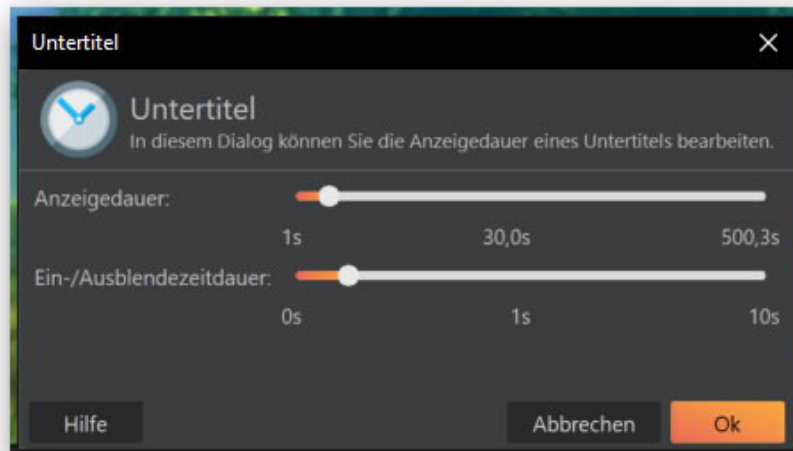 Untertitel
Untertitel
In diesem Dialog können Sie die Anzeigedauer eines Untertitels bearbeiten.
Anzeigedauer:
1s 30,0s 500,3s
Ein-/Ausblendezeitdauer:
0s 1s 10s
Hilfe Abbrechen Ok